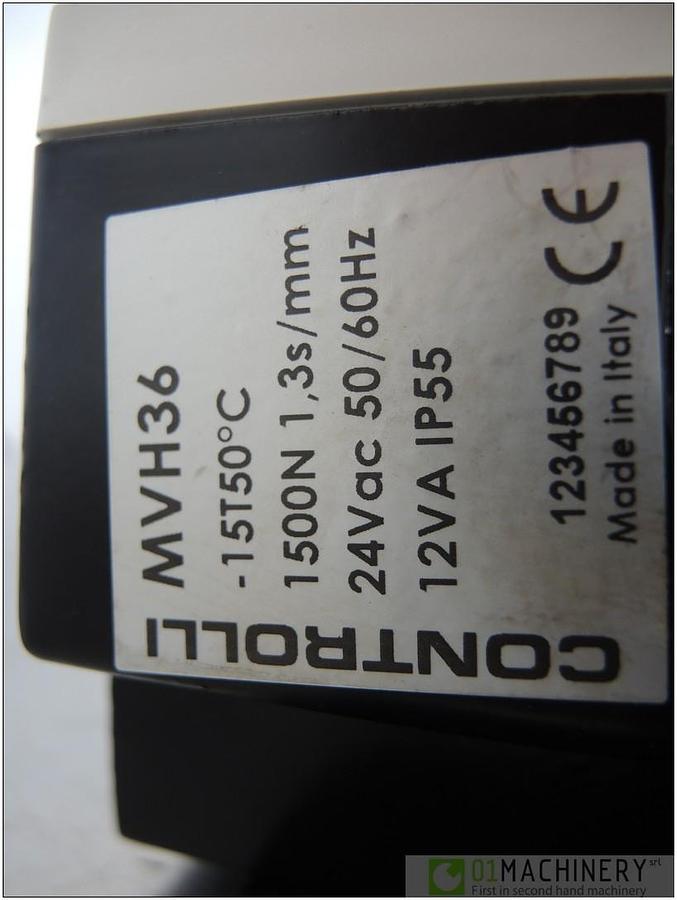 CONTROLLI
MVH36
-15T50°C
1500N 1,3s/mm
24Vac 50/60Hz
12VA IP55
123456789 CE
Made in Italy
01MACHINERY srl
First in second hand machinery